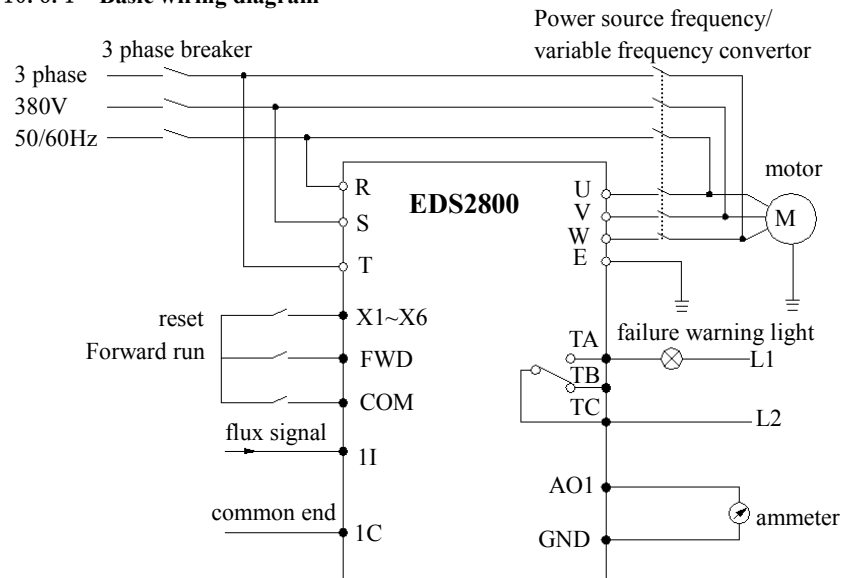 Basic wiring diagram
Power source frequency/
variable frequency convertor
3 phase breaker
3 phase
380V
50/60Hz
motor
M
EDS2800
R
S
T
U
V
W
E
reset
X1~X6
Forward run
FWD
COM
flux signal
1I
common end
1C
TA
failure warning light
L1
TB
TC
L2
AO1
ammeter
GND